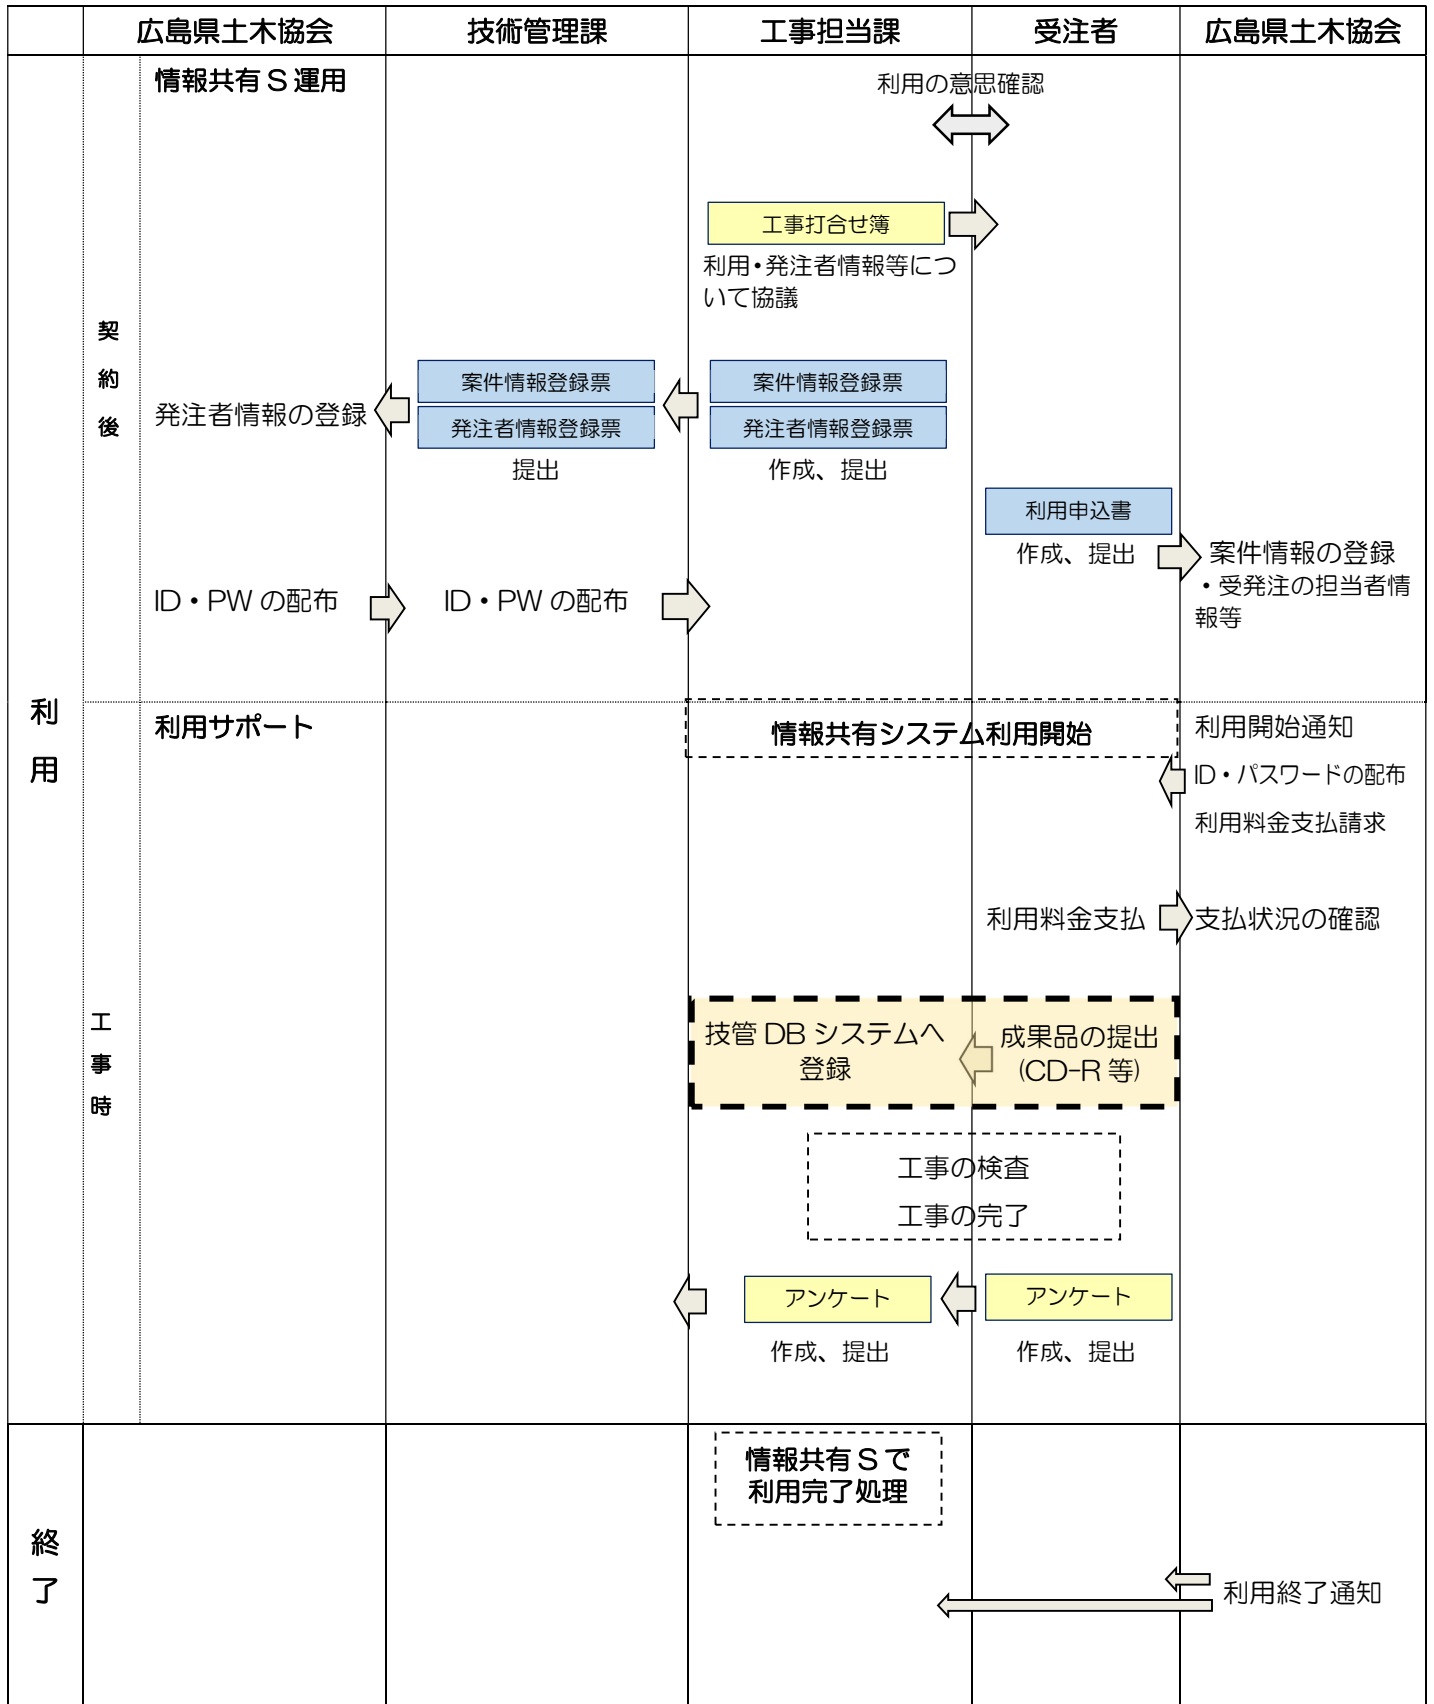 広島県土木協会
技術管理課
工事担当課
受注者
広島県土木協会
情報共有S運用
利用の意思確認
工事打合せ簿
利用・発注者情報等につ
いて協議
契
約
後
案件情報登録票
案件情報登録票
発注者情報の登録
発注者情報登録票
発注者情報登録票
提出
作成、提出
利用申込書
作成、提出
案件情報の登録
・受発注の担当者情
報等
ID・PWの配布
ID・PWの配布
利
用
利用サポート
情報共有システム利用開始
利用開始通知
ID・パスワードの配布
利用料金支払請求
利用料金支払
支払状況の確認
工
事
時
技管DBシステムへ
登録
成果品の提出
(CD-R等)
工事の検査
工事の完了
アンケート
アンケート
作成、提出
作成、提出
情報共有Sで
利用完了処理
終
了
利用終了通知